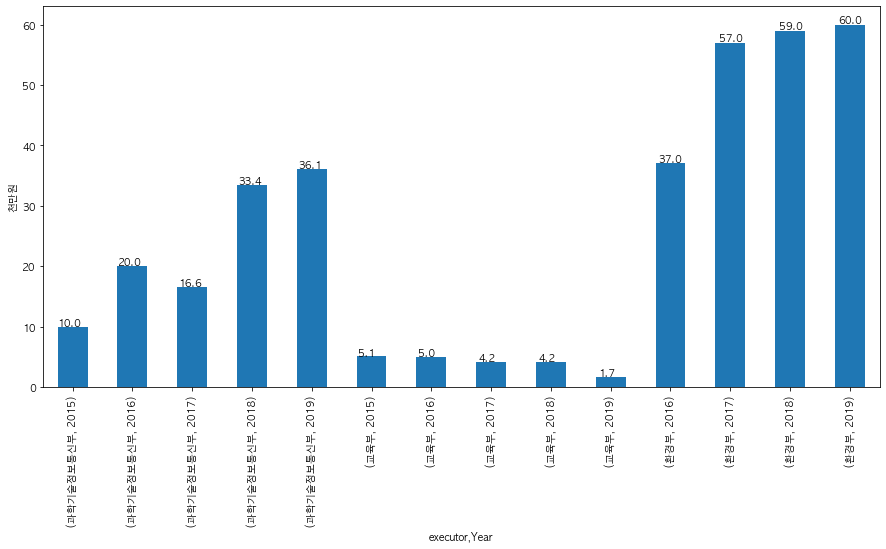 60
50
40
30
20
10
0
천만원
10.0
20.0
16.6
33.4
36.1
5.1
5.0
4.2
4.2
1.7
37.0
57.0
59.0
60.0
(과학기술정보통신부, 2015)
(과학기술정보통신부, 2016)
(과학기술정보통신부, 2017)
(과학기술정보통신부, 2018)
(과학기술정보통신부, 2019)
(교육부, 2015)
(교육부, 2016)
(교육부, 2017)
(교육부, 2018)
(교육부, 2019)
(환경부, 2016)
(환경부, 2017)
(환경부, 2018)
(환경부, 2019)
executor,Year